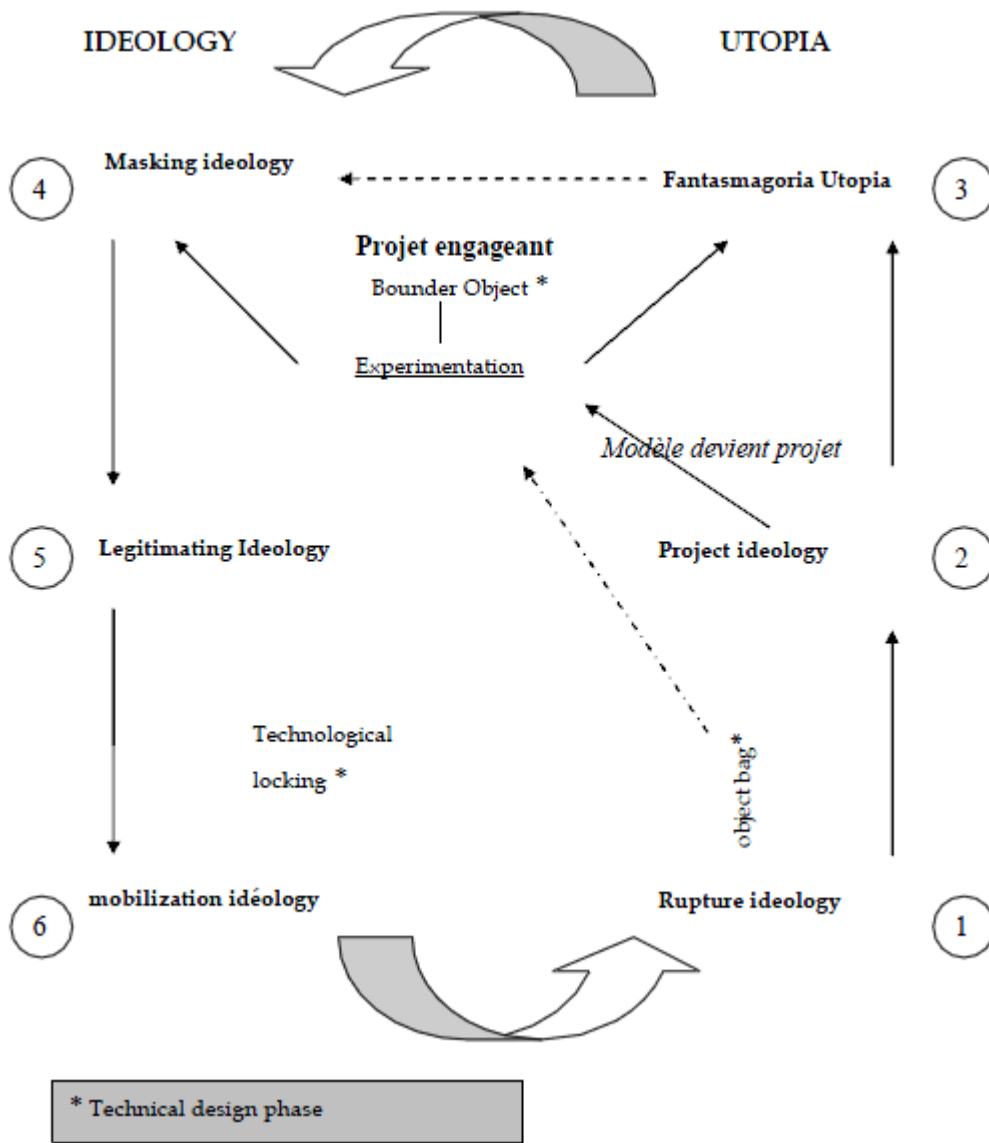 IDEOLOGY
UTOPIA
Masking ideology
Fantasmagoria Utopia
4
3
Projet engageant
Bounder Object *
Experimentation
Modèle devient projet
5
Legitimating Ideology
Project ideology
2
Technological
locking *
object bag*
mobilization idéology
Rupture ideology
6
1
* Technical design phase